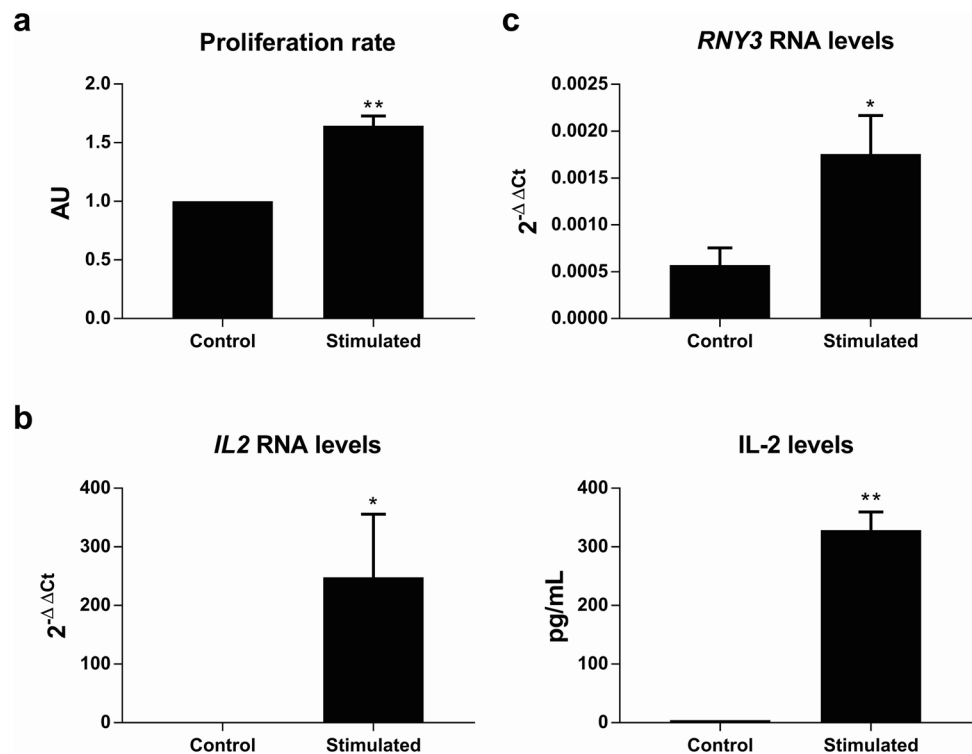 a
Proliferation rate
AU
2.0
1.5
1.0
0.5
0.0
**
Control Stimulated
c
RNY3 RNA levels
2-Δ ΔCt
0.0025
0.0020
0.0015
0.0010
0.0005
0.0000
*
Control Stimulated
b
IL2 RNA levels
2-Δ ΔCt
400
300
200
100
0
*
Control Stimulated
IL-2 levels
pg/mL
400
300
200
100
0
**
Control Stimulated